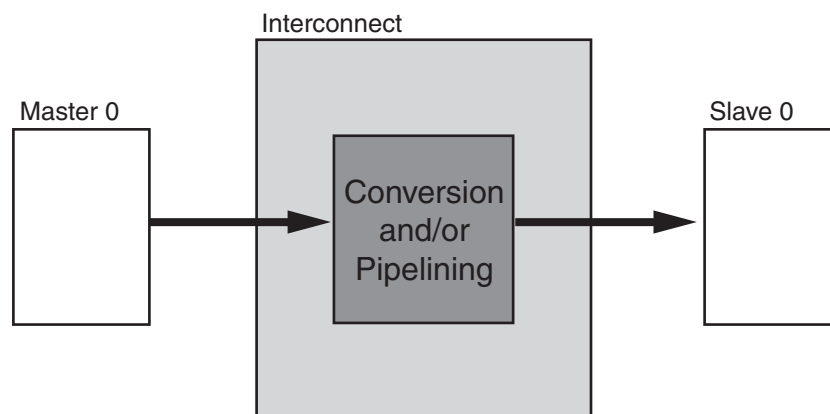 Interconnect
Master 0
Slave 0
Conversion
and/or
Pipelining